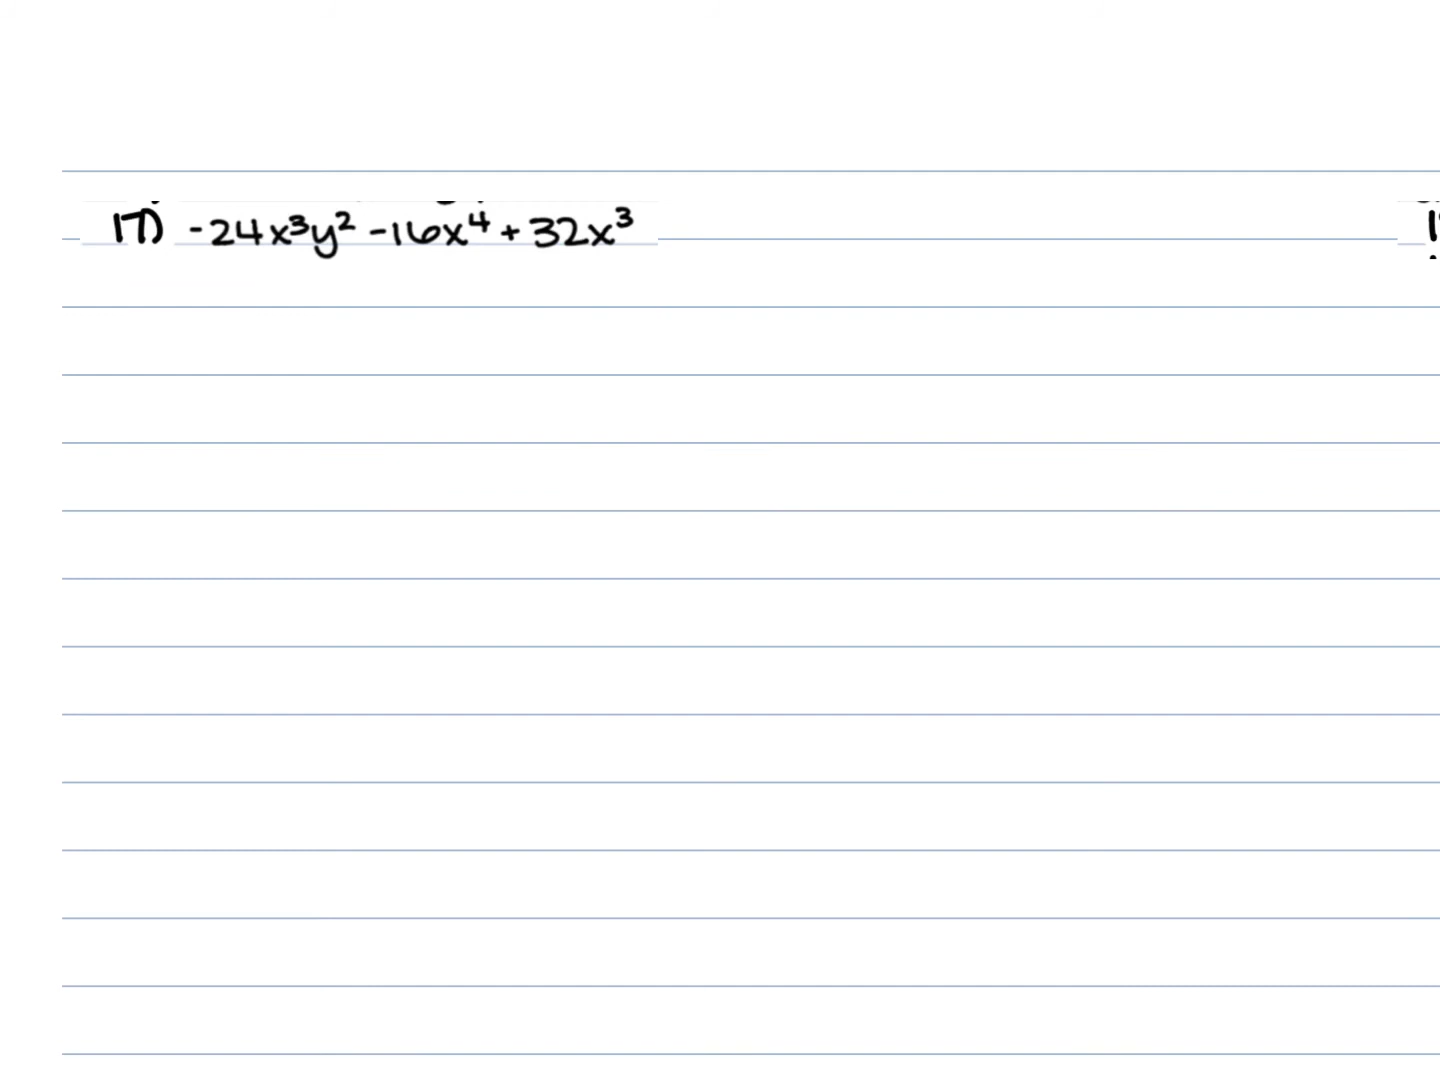 17) -24x³y² -16x⁴ + 32x³